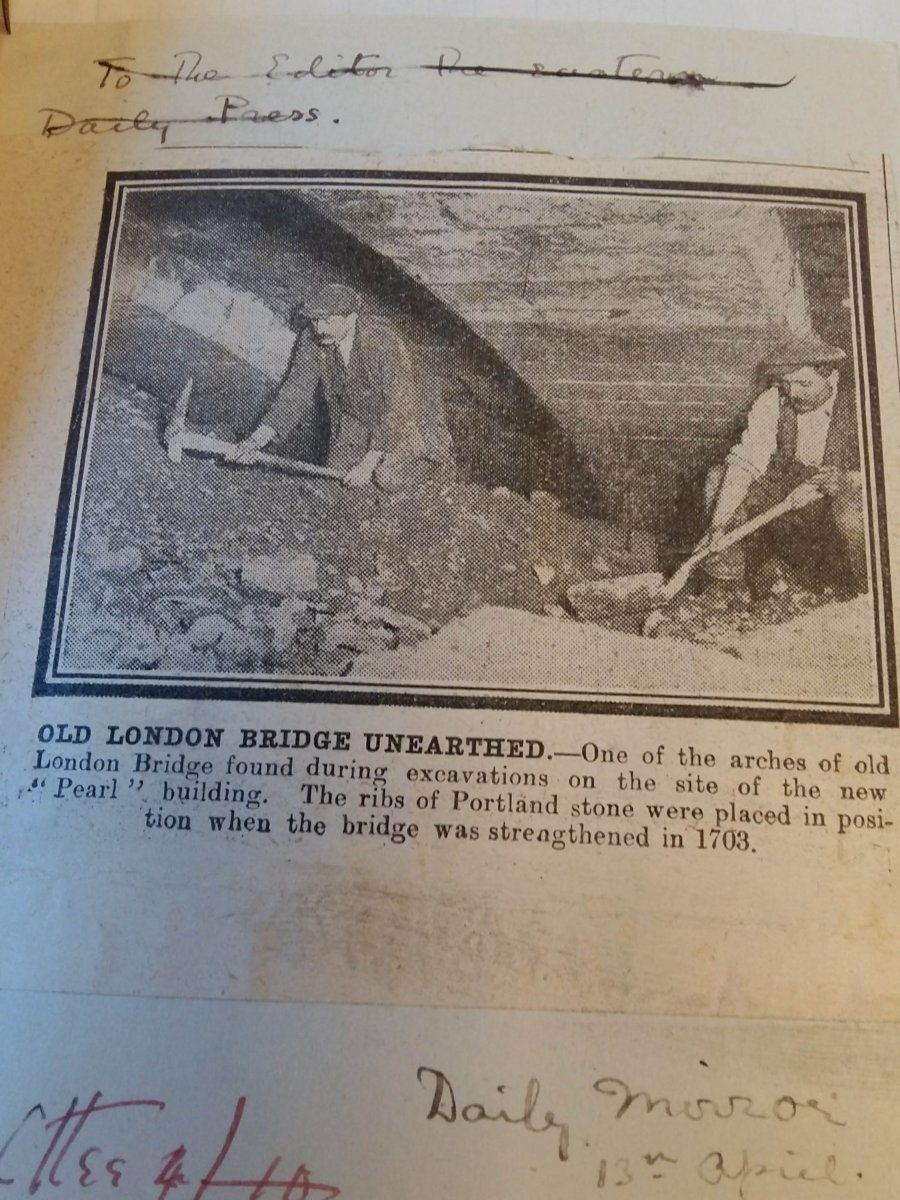 To The Editor The Eastern
Daily Press.
OLD LONDON BRIDGE UNEARTHED.—One of the arches of old
London Bridge found during excavations on the site of the new
"Pearl" building. The ribs of Portland stone were placed in posi-
tion when the bridge was strengthened in 1703.
Daily Mirror
13th April.